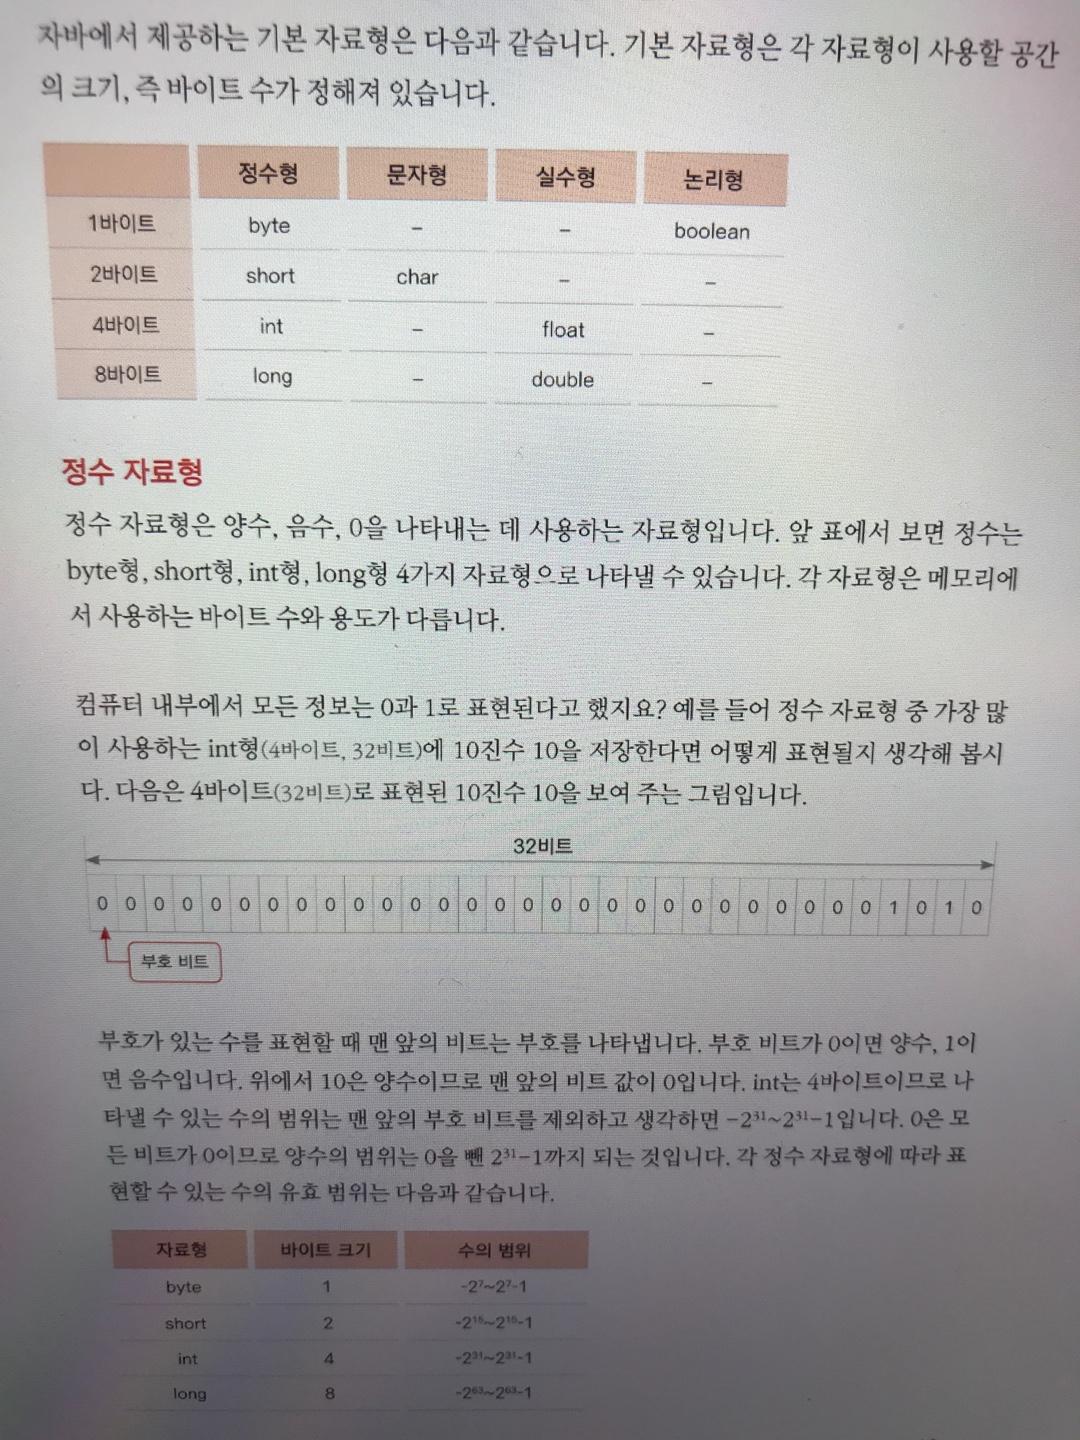 자바에서 제공하는 기본 자료형은 다음과 같습니다. 기본 자료형은 각 자료형이 사용할 공간
의 크기, 즉 바이트 수가 정해져 있습니다.
정수형 문자형 실수형 논리형
1바이트 byte – – boolean
2바이트 short char – –
4바이트 int – float –
8바이트 long – double –
정수 자료형
정수 자료형은 양수, 음수, 0을 나타내는 데 사용하는 자료형입니다. 앞 표에서 보면 정수는
byte형, short형, int형, long형 4가지 자료형으로 나타낼 수 있습니다. 각 자료형은 메모리에
서 사용하는 바이트 수와 용도가 다릅니다.
컴퓨터 내부에서 모든 정보는 0과 1로 표현된다고 했지요? 예를 들어 정수 자료형 중 가장 많
이 사용하는 int형(4바이트, 32비트)에 10진수 10을 저장한다면 어떻게 표현될지 생각해 봅시
다. 다음은 4바이트(32비트)로 표현된 10진수 10을 보여 주는 그림입니다.
32비트
0 0 0 0 0 0 0 0 0 0 0 0 0 0 0 0 0 0 0 0 0 0 0 0 0 0 0 0 1 0 1 0
부호 비트
부호가 있는 수를 표현할 때 맨 앞의 비트는 부호를 나타냅니다. 부호 비트가 0이면 양수, 1이
면 음수입니다. 위에서 10은 양수이므로 맨 앞의 비트 값이 0입니다. int는 4바이트이므로 나
타낼 수 있는 수의 범위는 맨 앞의 부호 비트를 제외하고 생각하면 -2³¹~2³¹-1입니다. 0은 모
든 비트가 0이므로 양수의 범위는 0을 뺀 2³¹-1까지 되는 것입니다. 각 정수 자료형에 따라 표
현할 수 있는 수의 유효 범위는 다음과 같습니다.
자료형 바이트 크기 수의 범위
byte 1 -2⁷~2⁷-1
short 2 -2¹⁵~2¹⁵-1
int 4 -2³¹~2³¹-1
long 8 -2⁶³~2⁶³-1